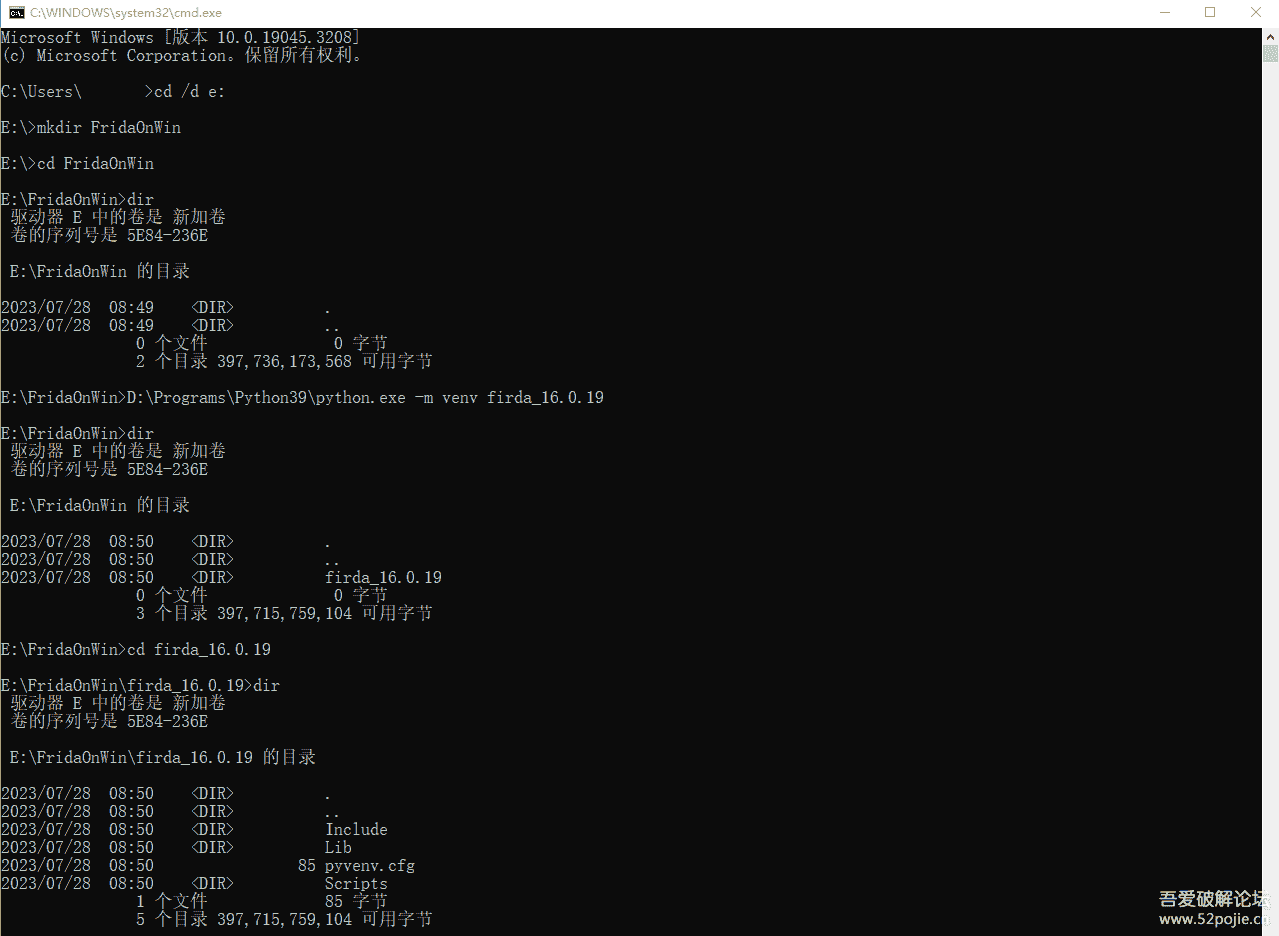 C:\WINDOWS\system32\cmd.exe
Microsoft Windows [版本 10.0.19045.3208]
(c) Microsoft Corporation。保留所有权利。
C:\Users\       >cd /d e:
E:\>mkdir FridaOnWin
E:\>cd FridaOnWin
E:\FridaOnWin>dir
 驱动器 E 中的卷是 新加卷
 卷的序列号是 5E84-236E
 E:\FridaOnWin 的目录
2023/07/28  08:49    <DIR>          .
2023/07/28  08:49    <DIR>          ..
               0 个文件              0 字节
               2 个目录 397,736,173,568 可用字节
E:\FridaOnWin>D:\Programs\Python39\python.exe -m venv firda_16.0.19
E:\FridaOnWin>dir
 驱动器 E 中的卷是 新加卷
 卷的序列号是 5E84-236E
 E:\FridaOnWin 的目录
2023/07/28  08:50    <DIR>          .
2023/07/28  08:50    <DIR>          ..
2023/07/28  08:50    <DIR>          firda_16.0.19
               0 个文件              0 字节
               3 个目录 397,715,759,104 可用字节
E:\FridaOnWin>cd firda_16.0.19
E:\FridaOnWin\firda_16.0.19>dir
 驱动器 E 中的卷是 新加卷
 卷的序列号是 5E84-236E
 E:\FridaOnWin\firda_16.0.19 的目录
2023/07/28  08:50    <DIR>          .
2023/07/28  08:50    <DIR>          ..
2023/07/28  08:50    <DIR>          Include
2023/07/28  08:50    <DIR>          Lib
2023/07/28  08:50                85 pyvenv.cfg
2023/07/28  08:50    <DIR>          Scripts
               1 个文件             85 字节
               5 个目录 397,715,759,104 可用字节
吾爱破解论坛
www.52pojie.cn